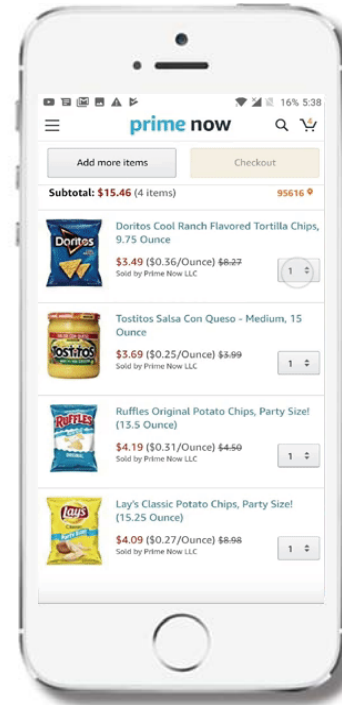 16% 5:38
prime now
4
Add more items
Checkout
Subtotal: $15.46 (4 items)
95616
Doritos
Doritos Cool Ranch Flavored Tortilla Chips,
9.75 Ounce
$3.49 ($0.36/Ounce) $8.27
Sold by Prime Now LLC
1
TOSTITOS
Tostitos Salsa Con Queso - Medium, 15
Ounce
$3.69 ($0.25/Ounce) $3.99
Sold by Prime Now LLC
1
RUFFLES
ORIGINAL
Ruffles Original Potato Chips, Party Size!
(13.5 Ounce)
$4.19 ($0.31/Ounce) $4.50
Sold by Prime Now LLC
1
Lay's
Classic
Party Size!
Lay's Classic Potato Chips, Party Size!
(15.25 Ounce)
$4.09 ($0.27/Ounce) $8.98
Sold by Prime Now LLC
1